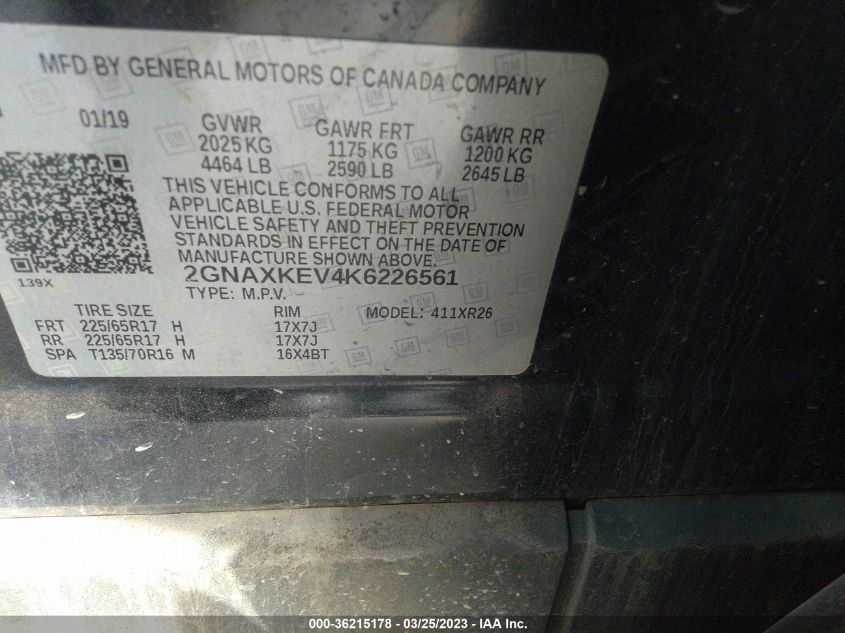 MFD BY GENERAL MOTORS OF CANADA COMPANY
01/19 GVWR GAWR FRT GAWR RR
2025 KG 1175 KG 1200 KG
4464 LB 2590 LB 2645 LB
THIS VEHICLE CONFORMS TO ALL
APPLICABLE U.S. FEDERAL MOTOR
VEHICLE SAFETY AND THEFT PREVENTION
STANDARDS IN EFFECT ON THE DATE OF
MANUFACTURE SHOWN ABOVE.
139X 2GNAXKEV4K6226561
TYPE: M.P.V.
TIRE SIZE RIM MODEL: 411XR26
FRT 225/65R17 H 17X7J
RR 225/65R17 H 17X7J
SPA T135/70R16 M 16X4BT
000-36215178 - 03/25/2023 - IAA Inc.